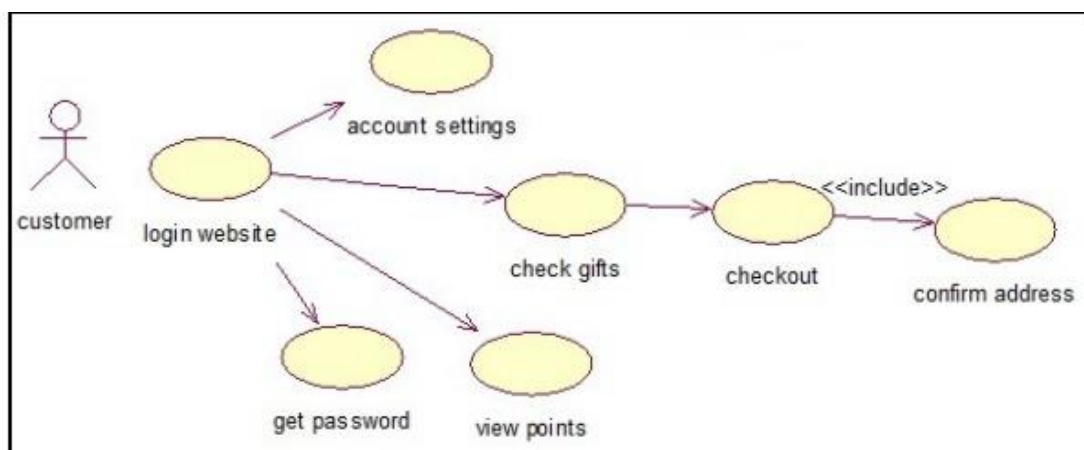 account settings
<<include>>
customer
login website
check gifts
checkout
confirm address
get password
view points